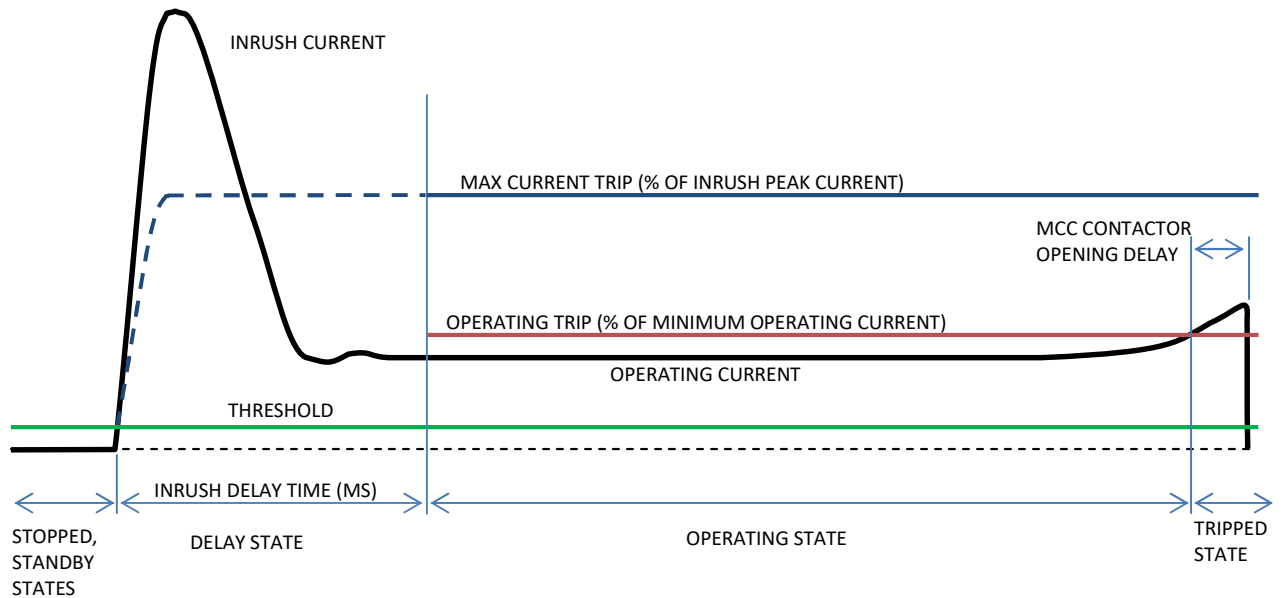 INRUSH CURRENT
MAX CURRENT TRIP (% OF INRUSH PEAK CURRENT)
MCC CONTACTOR
OPENING DELAY
OPERATING TRIP (% OF MINIMUM OPERATING CURRENT)
OPERATING CURRENT
THRESHOLD
INRUSH DELAY TIME (MS)
STOPPED,
STANDBY
STATES
DELAY STATE
OPERATING STATE
TRIPPED
STATE